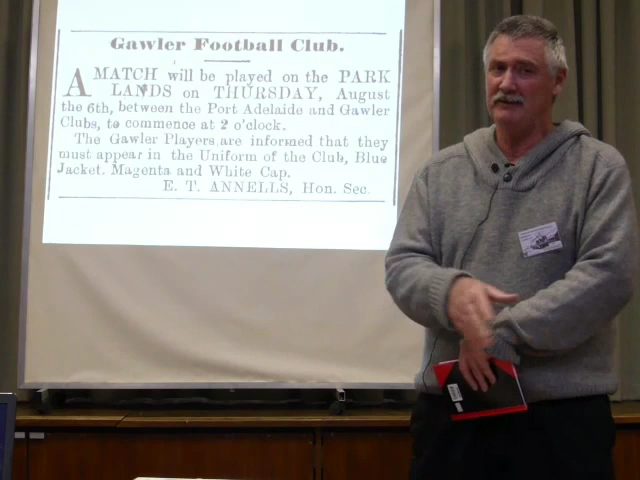 Gawler Football Club.
A MATCH will be played on the PARK
LANDS on THURSDAY, August
the 6th, between the Port Adelaide and Gawler
Clubs, to commence at 2 o'clock.
The Gawler Players are informed that they
must appear in the Uniform of the Club, Blue
Jacket. Magenta and White Cap.
E. T. ANNELLS, Hon. Sec.